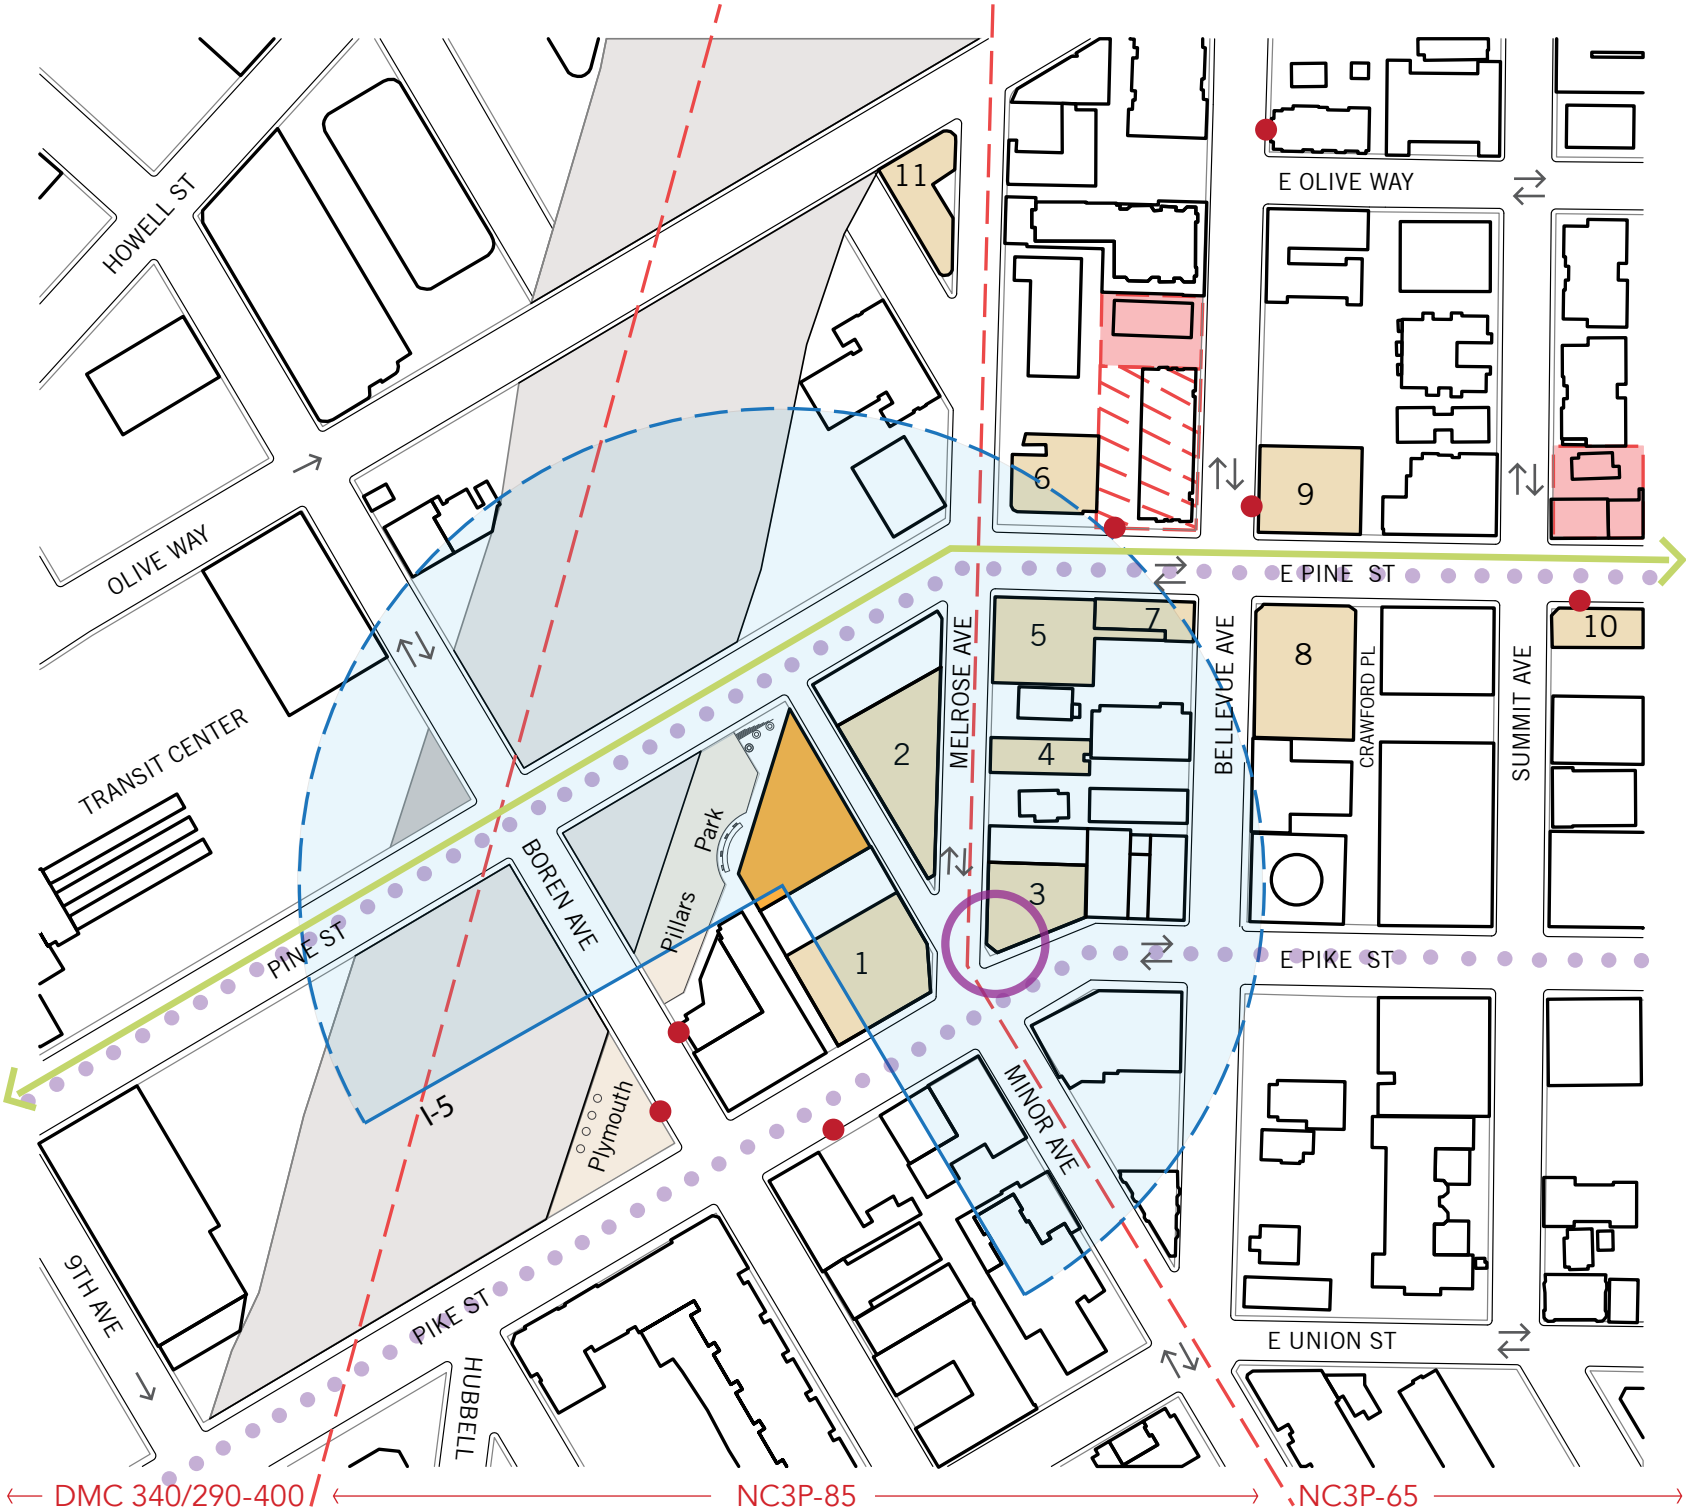 11
E OLIVE WAY
HOWELL ST
6
9
OLIVE WAY
E PINE ST
7
5
10
8
MELROSE AVE
BELLEVUE AVE
CRAWFORD PL
SUMMIT AVE
TRANSIT CENTER
2
4
Park
Pillars
BOREN AVE
3
1
PINE ST
E PIKE ST
I-5
Plymouth
MINOR AVE
9TH AVE
PIKE ST
HUBBELL
E UNION ST
DMC 340/290-400
NC3P-85
NC3P-65